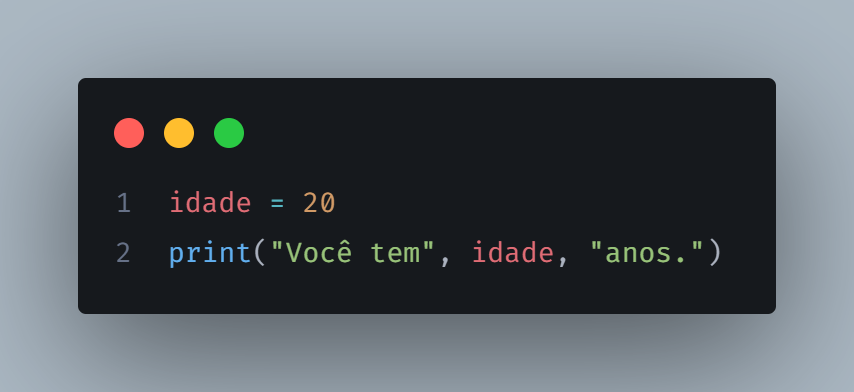 1 idade = 20
2 print("Você tem", idade, "anos.")